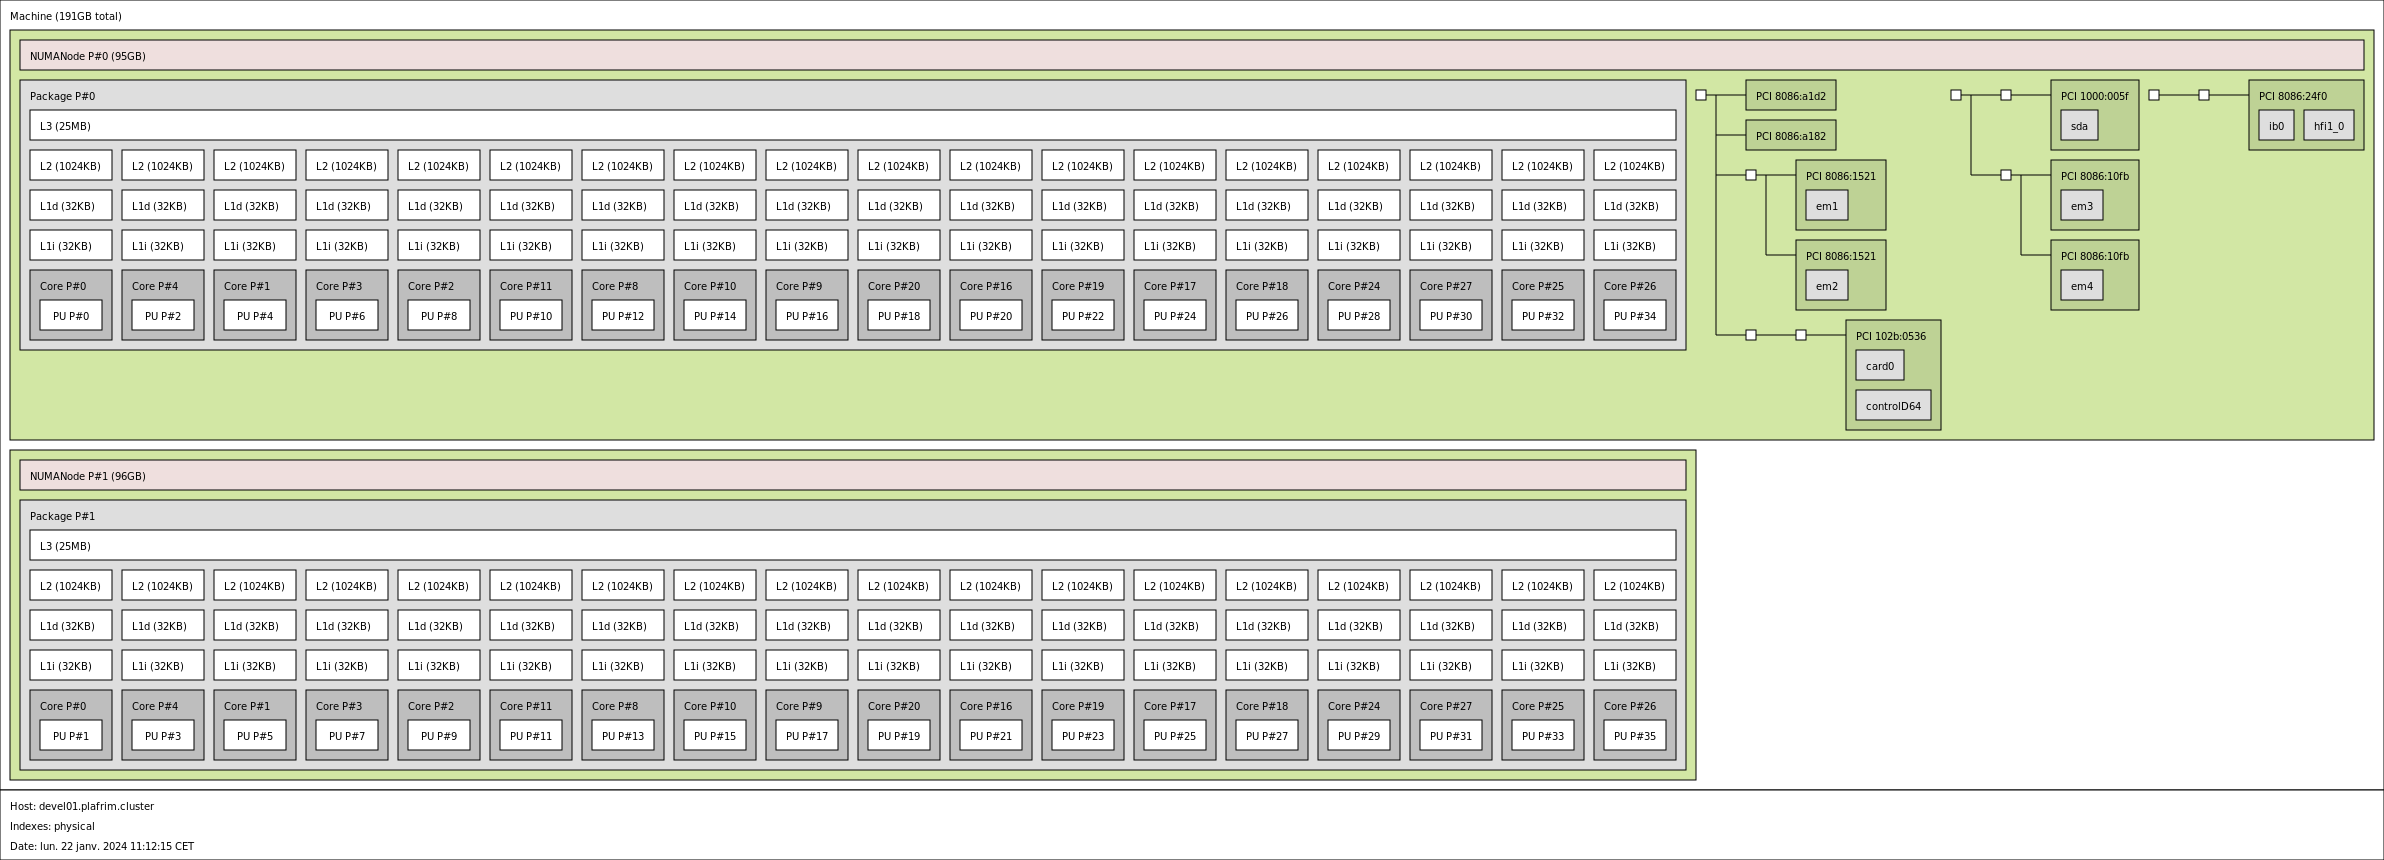 Machine (191GB total)
NUMANode P#0 (95GB)
Package P#0
L3 (25MB)
L2 (1024KB) L2 (1024KB) L2 (1024KB) L2 (1024KB) L2 (1024KB) L2 (1024KB) L2 (1024KB) L2 (1024KB) L2 (1024KB) L2 (1024KB) L2 (1024KB) L2 (1024KB) L2 (1024KB) L2 (1024KB) L2 (1024KB) L2 (1024KB) L2 (1024KB) L2 (1024KB)
L1d (32KB) L1d (32KB) L1d (32KB) L1d (32KB) L1d (32KB) L1d (32KB) L1d (32KB) L1d (32KB) L1d (32KB) L1d (32KB) L1d (32KB) L1d (32KB) L1d (32KB) L1d (32KB) L1d (32KB) L1d (32KB) L1d (32KB) L1d (32KB)
L1i (32KB) L1i (32KB) L1i (32KB) L1i (32KB) L1i (32KB) L1i (32KB) L1i (32KB) L1i (32KB) L1i (32KB) L1i (32KB) L1i (32KB) L1i (32KB) L1i (32KB) L1i (32KB) L1i (32KB) L1i (32KB) L1i (32KB) L1i (32KB)
Core P#0 Core P#4 Core P#1 Core P#3 Core P#2 Core P#11 Core P#8 Core P#10 Core P#9 Core P#20 Core P#16 Core P#19 Core P#17 Core P#18 Core P#24 Core P#27 Core P#25 Core P#26
PU P#0 PU P#2 PU P#4 PU P#6 PU P#8 PU P#10 PU P#12 PU P#14 PU P#16 PU P#18 PU P#20 PU P#22 PU P#24 PU P#26 PU P#28 PU P#30 PU P#32 PU P#34
PCI 8086:a1d2
PCI 8086:a182
PCI 8086:1521
em1
PCI 8086:1521
em2
PCI 102b:0536
card0
controlD64
PCI 1000:005f
sda
PCI 8086:10fb
em3
PCI 8086:10fb
em4
PCI 8086:24f0
ib0 hfi1_0
NUMANode P#1 (96GB)
Package P#1
L3 (25MB)
L2 (1024KB) L2 (1024KB) L2 (1024KB) L2 (1024KB) L2 (1024KB) L2 (1024KB) L2 (1024KB) L2 (1024KB) L2 (1024KB) L2 (1024KB) L2 (1024KB) L2 (1024KB) L2 (1024KB) L2 (1024KB) L2 (1024KB) L2 (1024KB) L2 (1024KB) L2 (1024KB)
L1d (32KB) L1d (32KB) L1d (32KB) L1d (32KB) L1d (32KB) L1d (32KB) L1d (32KB) L1d (32KB) L1d (32KB) L1d (32KB) L1d (32KB) L1d (32KB) L1d (32KB) L1d (32KB) L1d (32KB) L1d (32KB) L1d (32KB) L1d (32KB)
L1i (32KB) L1i (32KB) L1i (32KB) L1i (32KB) L1i (32KB) L1i (32KB) L1i (32KB) L1i (32KB) L1i (32KB) L1i (32KB) L1i (32KB) L1i (32KB) L1i (32KB) L1i (32KB) L1i (32KB) L1i (32KB) L1i (32KB) L1i (32KB)
Core P#0 Core P#4 Core P#1 Core P#3 Core P#2 Core P#11 Core P#8 Core P#10 Core P#9 Core P#20 Core P#16 Core P#19 Core P#17 Core P#18 Core P#24 Core P#27 Core P#25 Core P#26
PU P#1 PU P#3 PU P#5 PU P#7 PU P#9 PU P#11 PU P#13 PU P#15 PU P#17 PU P#19 PU P#21 PU P#23 PU P#25 PU P#27 PU P#29 PU P#31 PU P#33 PU P#35
Host: devel01.plafrim.cluster
Indexes: physical
Date: lun. 22 janv. 2024 11:12:15 CET